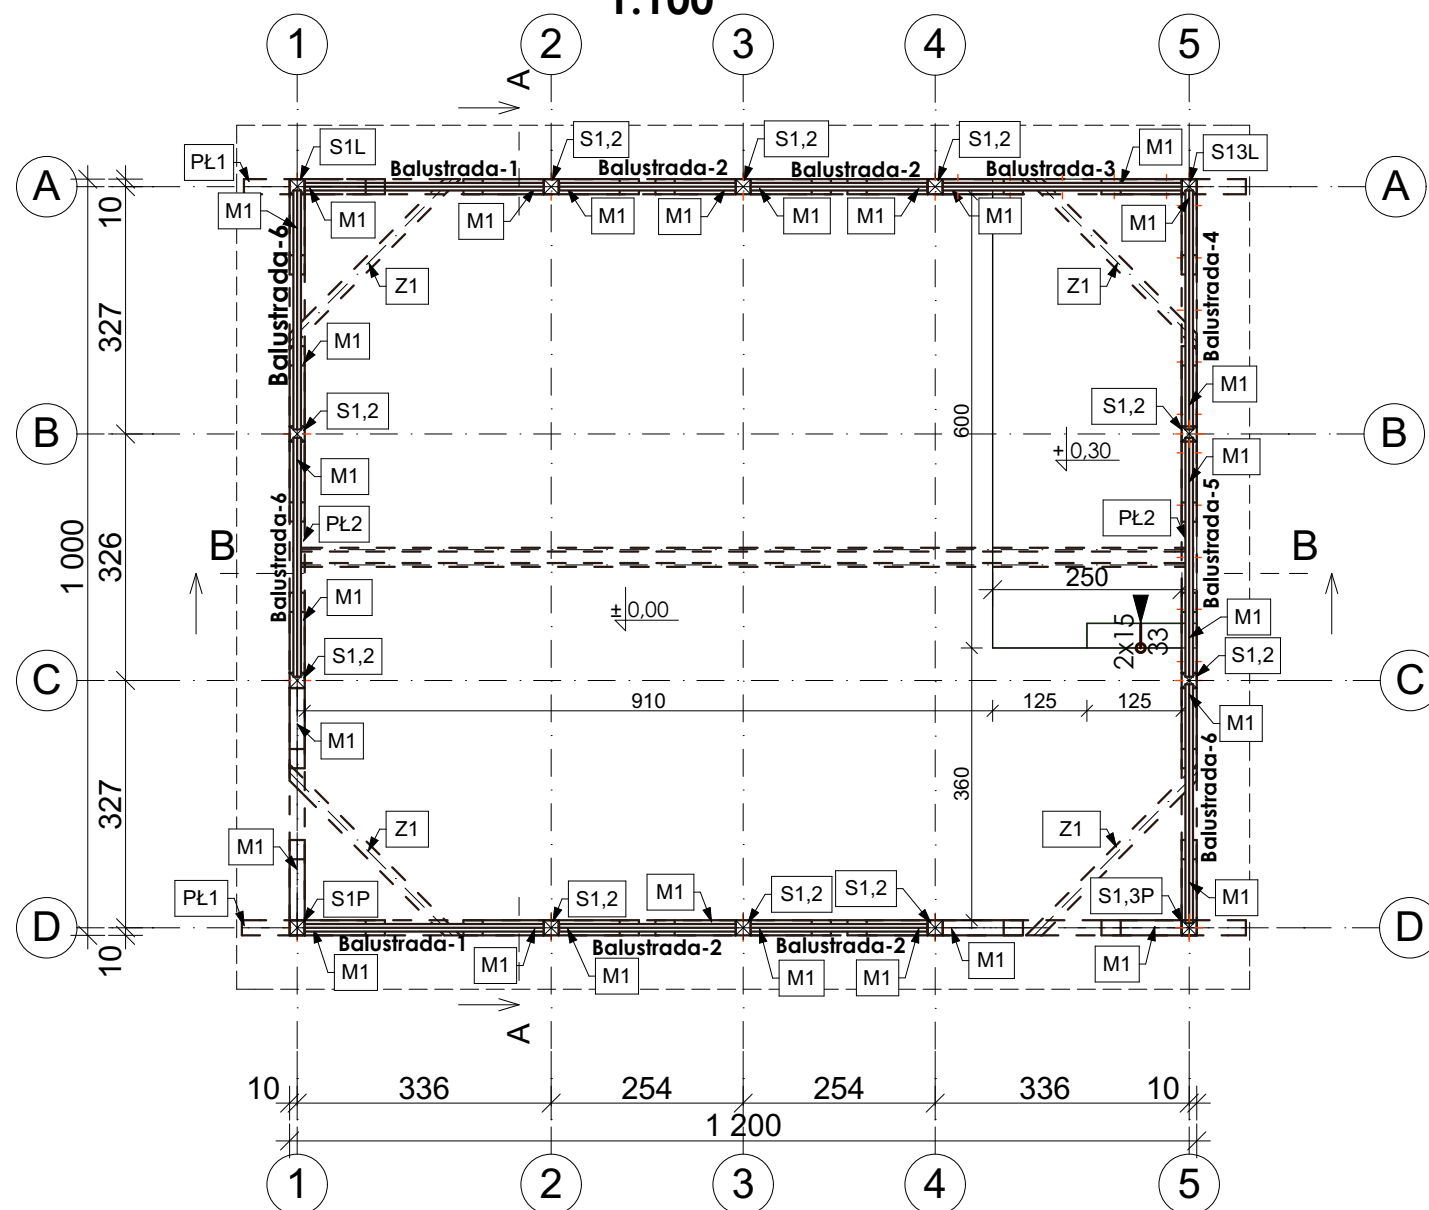 1:100
1 2 3 4 5
A
PŁ1 S1L S1,2 S1,2 S1,2 M1 S13L
Balustrada-1 Balustrada-2 Balustrada-2 Balustrada-3
A A
M1 M1 M1 M1 M1 M1 M1 M1 M1
10
Balustrada-6
Balustrada-4
Z1 Z1
327
M1
M1
S1,2 S1,2
B B
600
±0,30
M1 M1
Balustrada-6
Balustrada-5
PŁ2 PŁ2
1 000
326
B B
250
M1 ±0,00 M1
2x15
33
S1,2 S1,2
C C
910 125 125
M1 M1
Balustrada-6
360
327
Z1 Z1
M1
PŁ1 S1P M1 S1,2 S1,2 S1,2 S1,3P M1
D D
Balustrada-1 Balustrada-2 Balustrada-2
10
M1 M1 M1 M1 M1 M1 M1
A
10 336 254 254 336 10
1 200
1 2 3 4 5